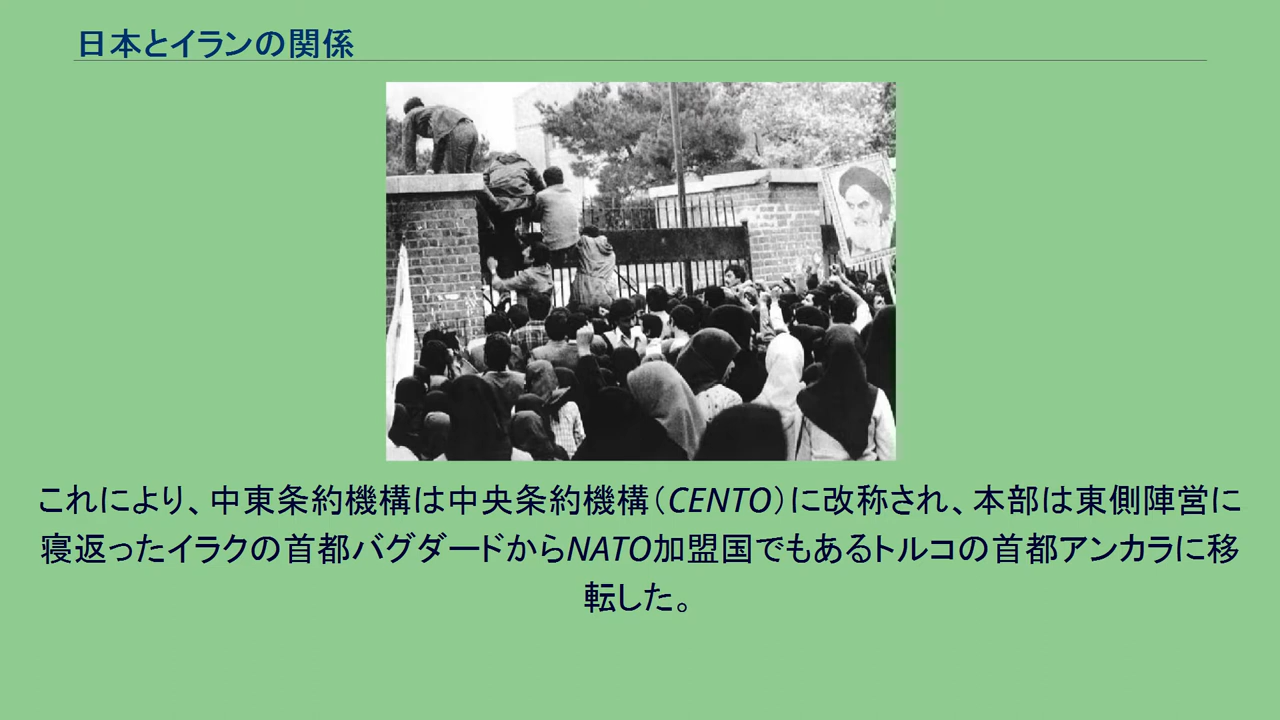 日本とイランの関係
これにより、中東条約機構は中央条約機構（CENTO）に改称され、本部は東側陣営に
寝返ったイラクの首都バグダードからNATO加盟国でもあるトルコの首都アンカラに移
転した。